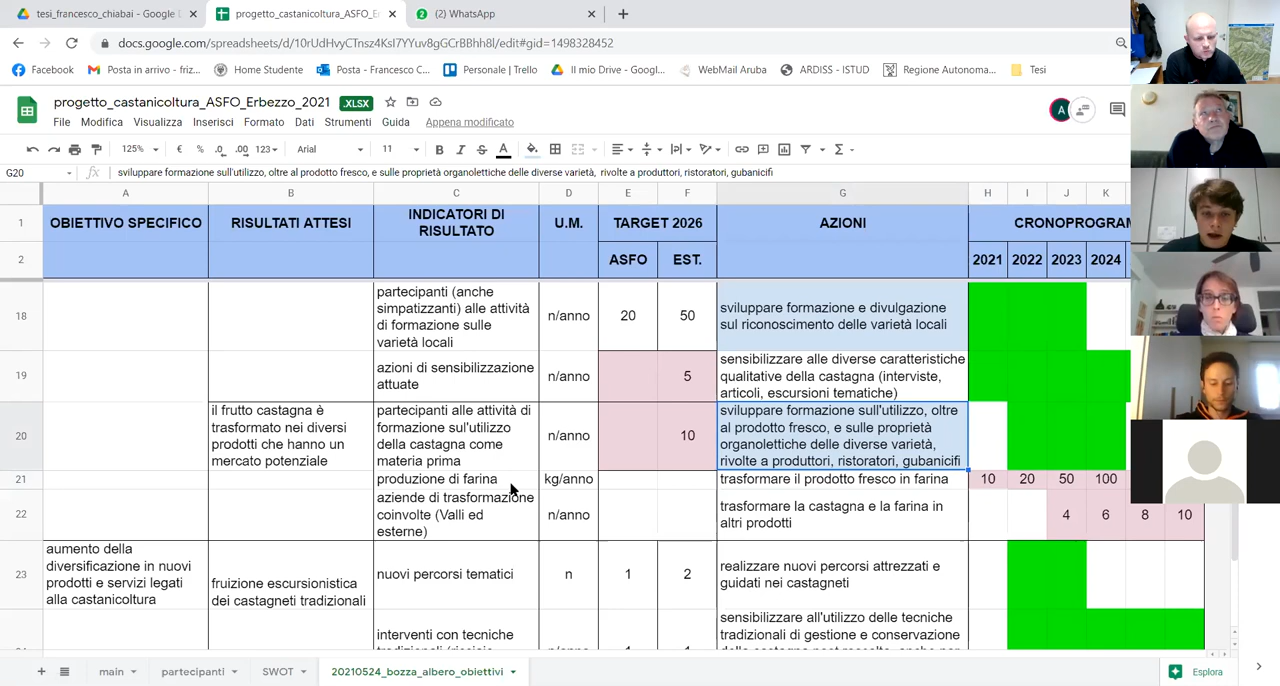 tesi_francesco_chiabai - Google D
progetto_castanicoltura_ASFO_Er
(2) WhatsApp
docs.google.com/spreadsheets/d/10rUdHvyCTnsz4KsI7YYuv8gGCrBBhh8l/edit#gid=1498328452
Facebook
Posta in arrivo - friz...
Home Studente
Posta - Francesco C...
Personale | Trello
Il mio Drive - Googl...
WebMail Aruba
ARDISS - ISTUD
Regione Autonoma...
Tesi
progetto_castanicoltura_ASFO_Erbezzo_2021 .XLSX
A
File Modifica Visualizza Inserisci Formato Dati Strumenti Guida Appena modificato
125% € % .0 .00 123 Arial 11 B I S A Σ
G20 fx sviluppare formazione sull'utilizzo, oltre al prodotto fresco, e sulle proprietà organolettiche delle diverse varietà, rivolte a produttori, ristoratori, gubanicifi
A B C D E F G H I J K
1
OBIETTIVO SPECIFICO
RISULTATI ATTESI
INDICATORI DI
RISULTATO
U.M.
TARGET 2026
AZIONI
CRONOPROGRAM
2
ASFO
EST.
2021 2022 2023 2024
18
partecipanti (anche
simpatizzanti) alle attività
di formazione sulle
varietà locali
n/anno
20
50
sviluppare formazione e divulgazione
sul riconoscimento delle varietà locali
19
azioni di sensibilizzazione
attuate
n/anno
5
sensibilizzare alle diverse caratteristiche
qualitative della castagna (interviste,
articoli, escursioni tematiche)
20
il frutto castagna è
trasformato nei diversi
prodotti che hanno un
mercato potenziale
partecipanti alle attività di
formazione sul'utilizzo
della castagna come
materia prima
n/anno
10
sviluppare formazione sull'utilizzo, oltre
al prodotto fresco, e sulle proprietà
organolettiche delle diverse varietà,
rivolte a produttori, ristoratori, gubanicifi
21
produzione di farina
kg/anno
trasformare il prodotto fresco in farina
10 20 50 100
22
aziende di trasformazione
coinvolte (Valli ed
esterne)
n/anno
trasformare la castagna e la farina in
altri prodotti
4 6 8 10
23
aumento della
diversificazione in nuovi
prodotti e servizi legati
alla castanicoltura
fruizione escursionistica
dei castagneti tradizionali
nuovi percorsi tematici
n
1
2
realizzare nuovi percorsi attrezzati e
guidati nei castagneti
interventi con tecniche
sensibilizzare all'utilizzo delle tecniche
tradizionali di gestione e conservazione
main
partecipanti
SWOT
20210524_bozza_albero_obiettivi
Esplora